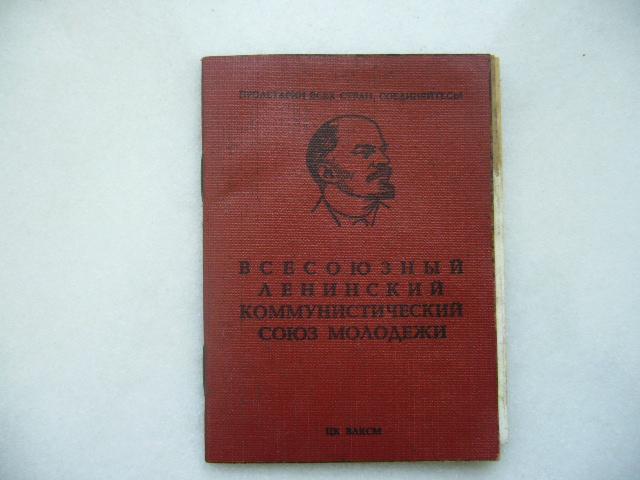 ПРОЛЕТАРИИ ВСЕХ СТРАН, СОЕДИНЯЙТЕСЬ!
ВСЕСОЮЗНЫЙ
ЛЕНИНСКИЙ
КОММУНИСТИЧЕСКИЙ
СОЮЗ МОЛОДЕЖИ
ЦК ВЛКСМ